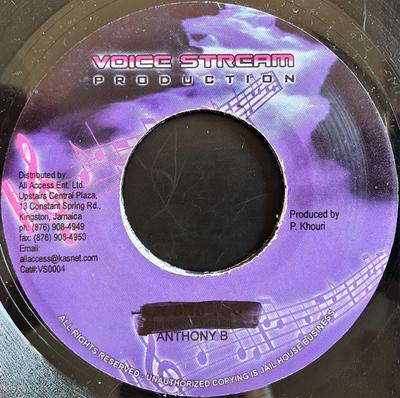 VOICE STREAM
PRODUCTION
Distributed by:
All Access Ent. Ltd.
Upstairs Central Plaza,
13 Constant Spring Rd.,
Kingston, Jamaica
ph: (876) 908-4949
fax: (876) 908-4950
Email:
allaccess@kasnet.com
Cat#:VS0004
Produced by
P. Khouri
ANTHONY B
ALL RIGHTS RESERVED - UNAUTHORIZED COPYING IS JAIL HOUSE BUSINESS